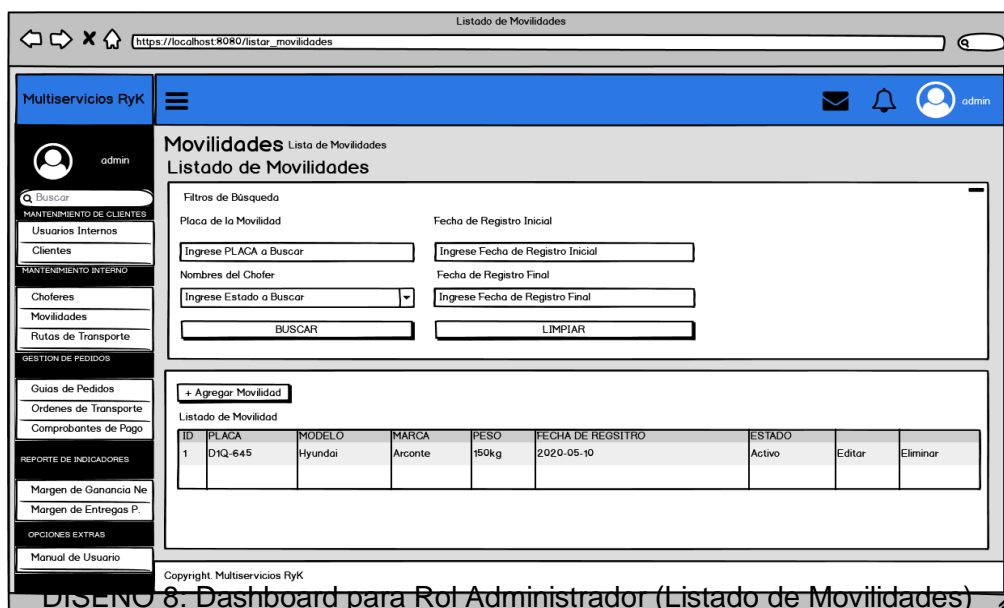 Listado de Movilidades
https://localhost:8080/listar_movilidades
Multiservicios RyK
admin
admin
Buscar
MANTENIMIENTO DE CLIENTES
Usuarios Internos
Clientes
MANTENIMIENTO INTERNO
Choferes
Movilidades
Rutas de Transporte
GESTION DE PEDIDOS
Guias de Pedidos
Ordenes de Transporte
Comprobantes de Pago
REPORTE DE INDICADORES
Margen de Ganancia Ne
Margen de Entregas P.
OPCIONES EXTRAS
Manual de Usuario
Movilidades Lista de Movilidades
Listado de Movilidades
Filtros de Búsqueda
Placa de la Movilidad Fecha de Registro Inicial
Ingrese PLACA a Buscar Ingrese Fecha de Registro Inicial
Nombres del Chofer Fecha de Registro Final
Ingrese Estado a Buscar Ingrese Fecha de Registro Final
BUSCAR LIMPIAR
+ Agregar Movilidad
Listado de Movilidad
ID PLACA MODELO MARCA PESO FECHA DE REGSITRO ESTADO
1 D1Q-645 Hyundai Arconte 150kg 2020-05-10 Activo Editar Eliminar
Copyright. Multiservicios RyK
DISEÑO 8: Dashboard para Rol Administrador (Listado de Movilidades)